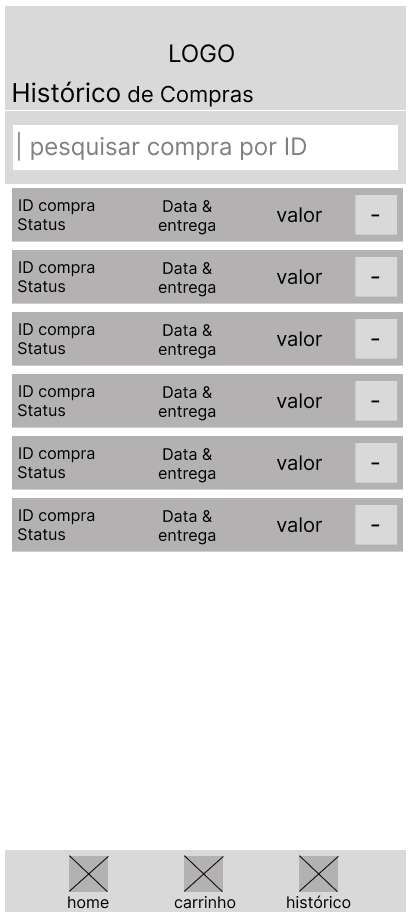 LOGO
Histórico de Compras
pesquisar compra por ID
ID compra
Status
Data &
entrega
valor
-
ID compra
Status
Data &
entrega
valor
-
ID compra
Status
Data &
entrega
valor
-
ID compra
Status
Data &
entrega
valor
-
ID compra
Status
Data &
entrega
valor
-
ID compra
Status
Data &
entrega
valor
-
home
carrinho
histórico